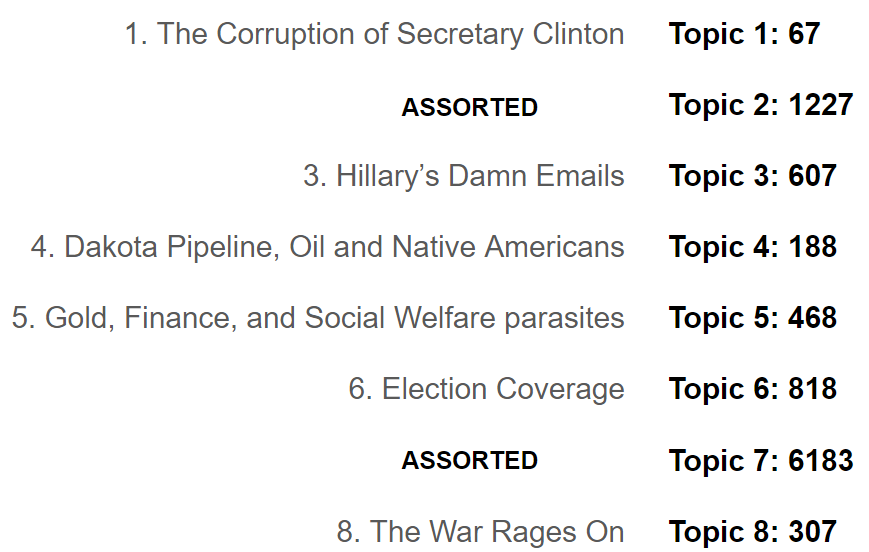 1. The Corruption of Secretary Clinton Topic 1: 67
ASSORTED Topic 2: 1227
3. Hillary’s Damn Emails Topic 3: 607
4. Dakota Pipeline, Oil and Native Americans Topic 4: 188
5. Gold, Finance, and Social Welfare parasites Topic 5: 468
6. Election Coverage Topic 6: 818
ASSORTED Topic 7: 6183
8. The War Rages On Topic 8: 307